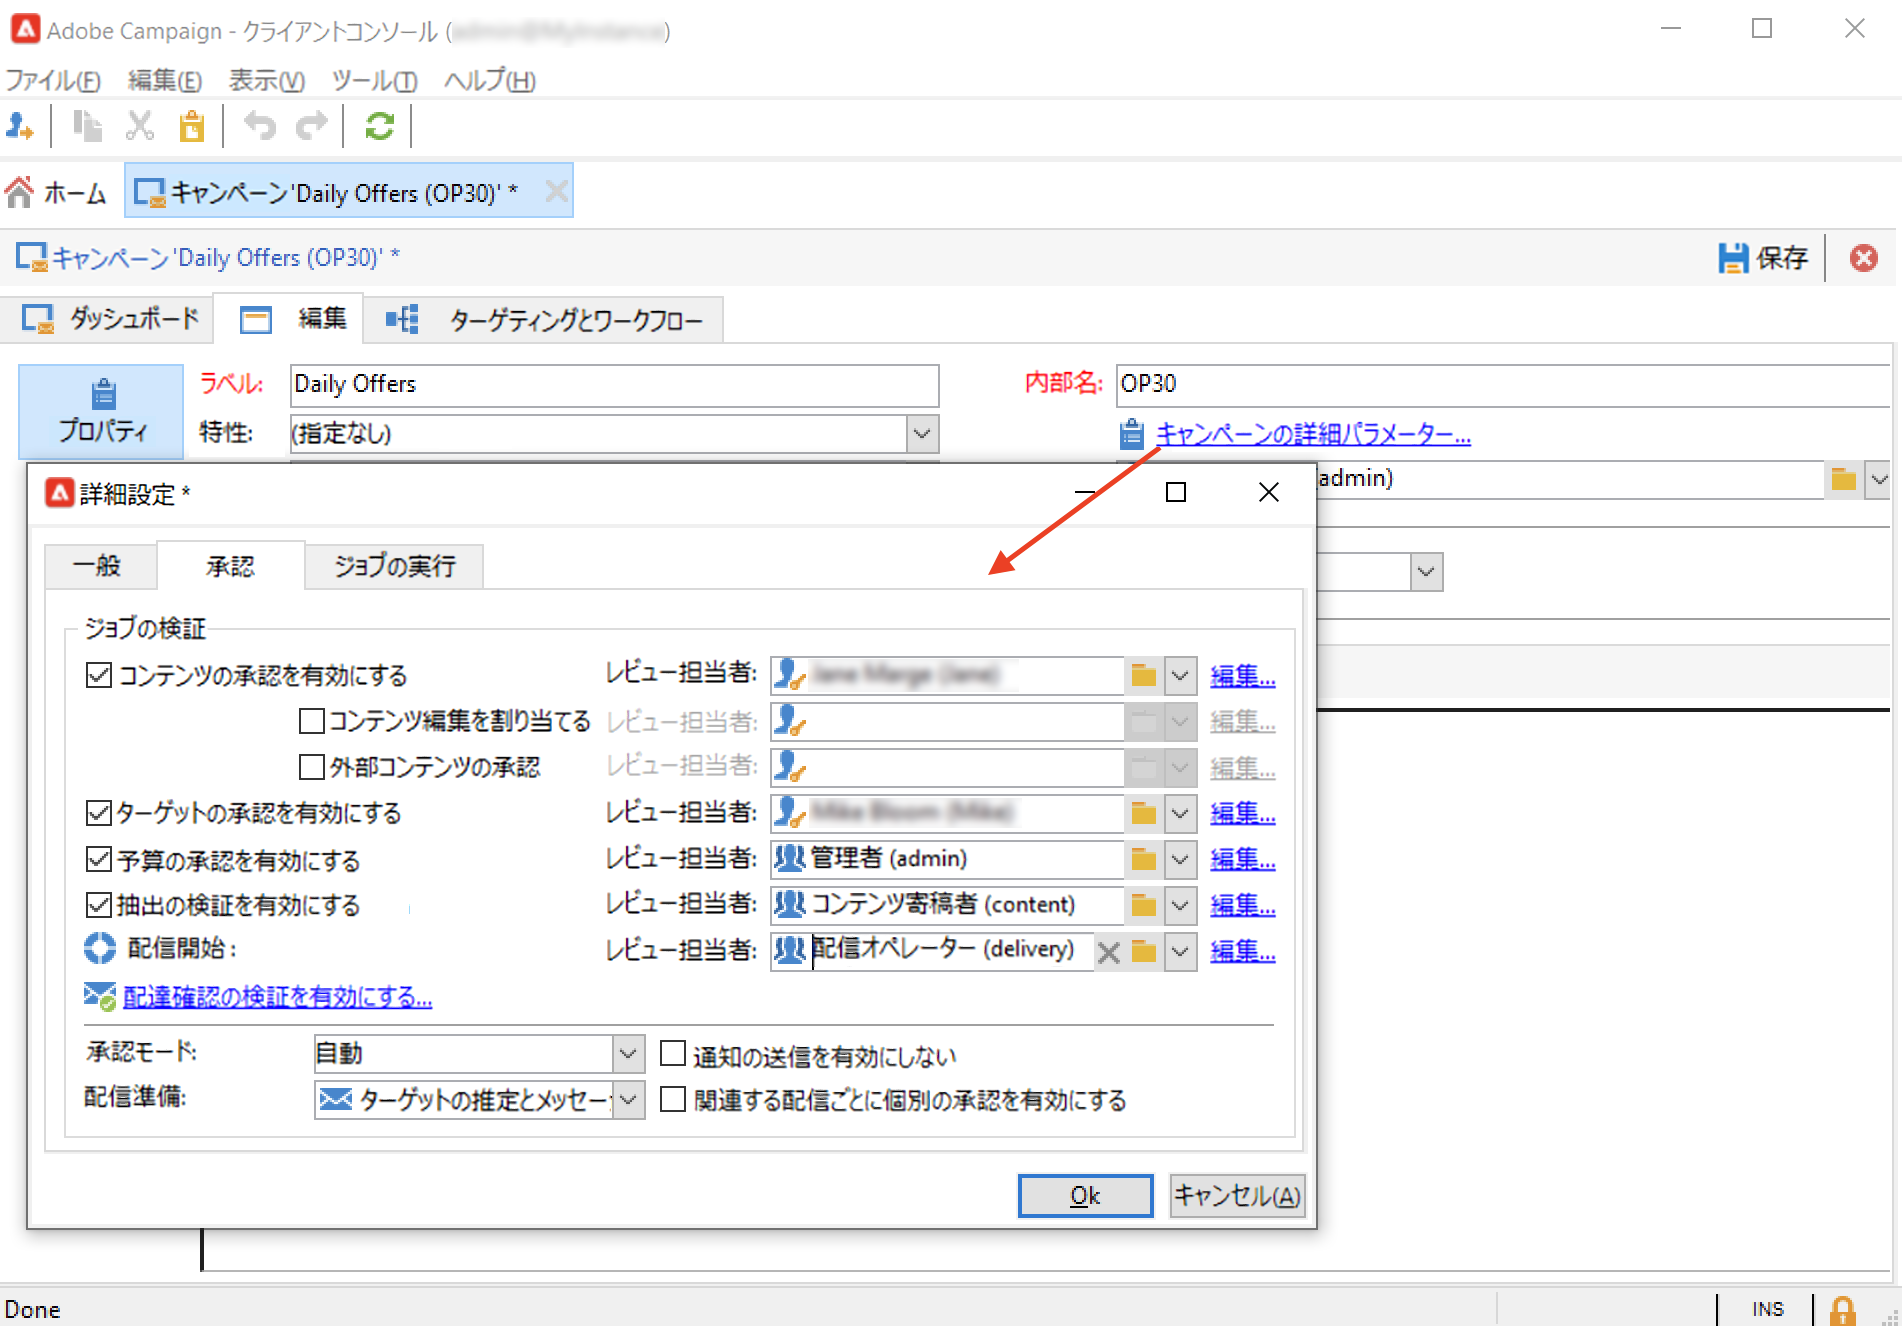 Adobe Campaign - クライアントコンソール ( )
ファイル(F) 編集(E) 表示(V) ツール(T) ヘルプ(H)
ホーム キャンペーン'Daily Offers (OP30)' *
キャンペーン'Daily Offers (OP30)' * 保存
ダッシュボード 編集 ターゲティングとワークフロー
プロパティ
ラベル: Daily Offers 内部名: OP30
特性: (指定なし) キャンペーンの詳細パラメーター...
(admin)
詳細設定 *
一般 承認 ジョブの実行
ジョブの検証
コンテンツの承認を有効にする レビュー担当者: 編集...
コンテンツ編集を割り当てる レビュー担当者: 編集...
外部コンテンツの承認 レビュー担当者: 編集...
ターゲットの承認を有効にする レビュー担当者: 編集...
予算の承認を有効にする レビュー担当者: 管理者 (admin) 編集...
抽出の検証を有効にする レビュー担当者: コンテンツ寄稿者 (content) 編集...
配信開始 : レビュー担当者: 配信オペレーター (delivery) 編集...
配達確認の検証を有効にする...
承認モード: 自動 通知の送信を有効にしない
配信準備: ターゲットの推定とメッセー 関連する配信ごとに個別の承認を有効にする
Ok キャンセル(A)
Done INS